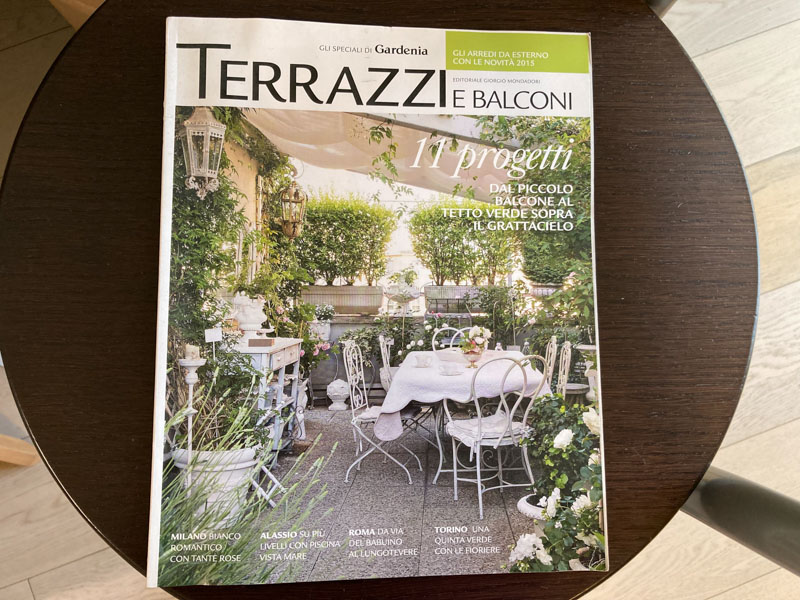 GLI SPECIALI DI Gardenia
GLI ARREDI DA ESTERNO
CON LE NOVITÀ 2015
TERRAZZI
EDITORIALE GIORGIO MONDADORI
E BALCONI
11 progetti
DAL PICCOLO
BALCONE AL
TETTO VERDE SOPRA
IL GRATTACIELO
MILANO BIANCO
ROMANTICO
CON TANTE ROSE
ALASSIO SU PIÙ
LIVELLI CON PISCINA
VISTA MARE
ROMA DA VIA
DEL BABUINO
AL LUNGOTEVERE
TORINO UNA
QUINTA VERDE
CON LE FIORIERE